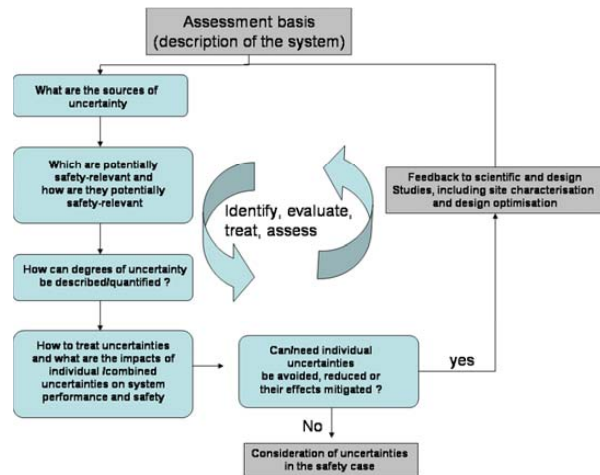 Assessment basis
(description of the system)
What are the sources of
uncertainty
Which are potentially
safety-relevant and
how are they potentially
safety-relevant
How can degrees of uncertainty
be described/quantified ?
How to treat uncertainties
and what are the impacts of
individual /combined
uncertainties on system
performance and safety
Identify, evaluate,
treat, assess
Can/need individual
uncertainties
be avoided, reduced or
their effects mitigated ?
yes
Feedback to scientific and design
Studies, including site characterisation
and design optimisation
No
Consideration of uncertainties
in the safety case